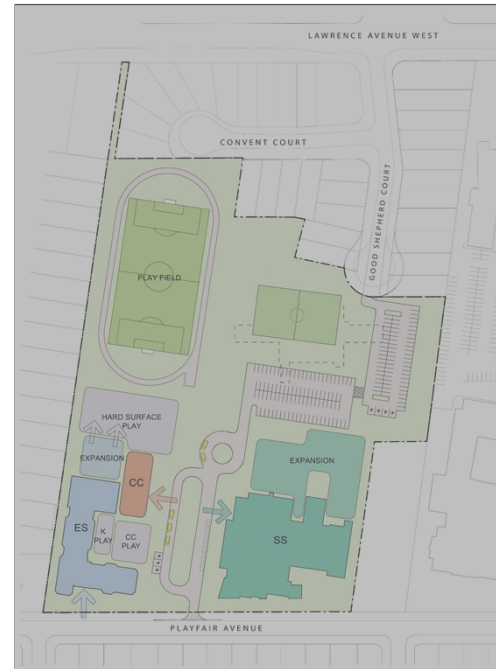 LAWRENCE AVENUE WEST
CONVENT COURT
GOOD SHEPHERD COURT
PLAY FIELD
HARD SURFACE
PLAY
EXPANSION
CC
EXPANSION
ES
K
PLAY
CC
PLAY
SS
PLAYFAIR AVENUE